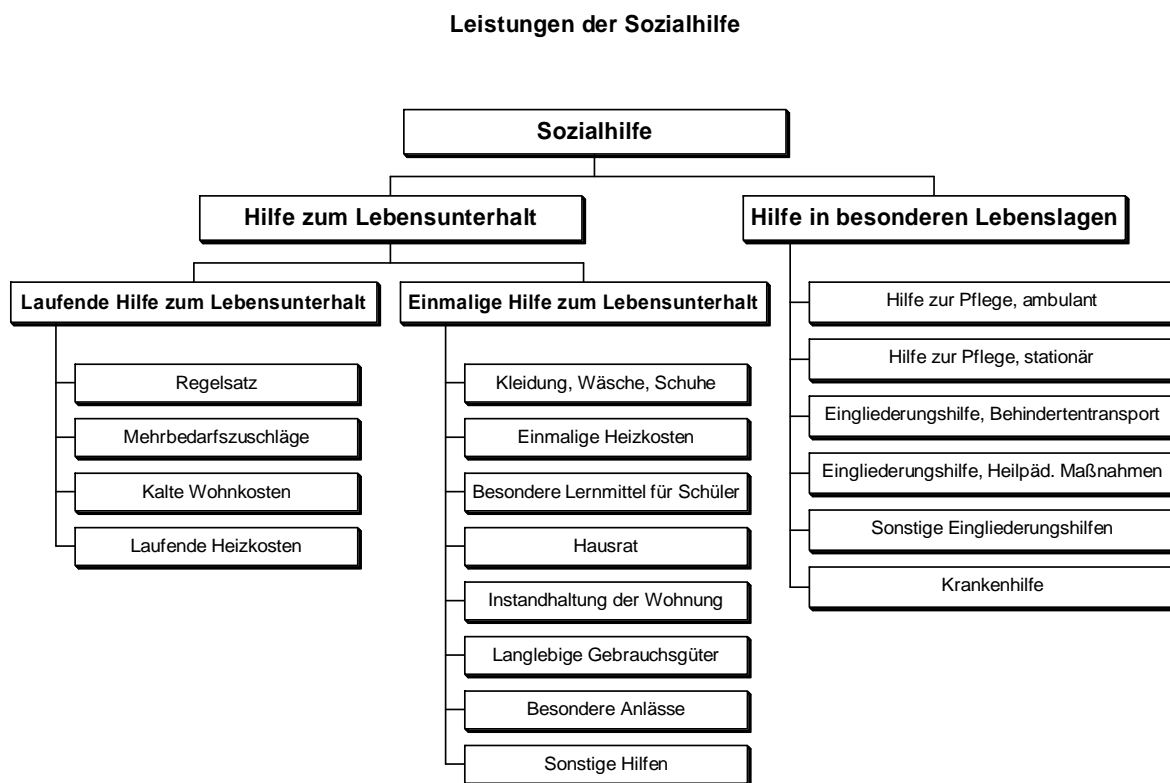 Leistungen der Sozialhilfe
Sozialhilfe
Hilfe zum Lebensunterhalt
Hilfe in besonderen Lebenslagen
Laufende Hilfe zum Lebensunterhalt
Einmalige Hilfe zum Lebensunterhalt
Regelsatz
Mehrbedarfszuschläge
Kalte Wohnkosten
Laufende Heizkosten
Kleidung, Wäsche, Schuhe
Einmalige Heizkosten
Besondere Lernmittel für Schüler
Hausrat
Instandhaltung der Wohnung
Langlebige Gebrauchsgüter
Besondere Anlässe
Sonstige Hilfen
Hilfe zur Pflege, ambulant
Hilfe zur Pflege, stationär
Eingliederungshilfe, Behindertentransport
Eingliederungshilfe, Heilpäd. Maßnahmen
Sonstige Eingliederungshilfen
Krankenhilfe